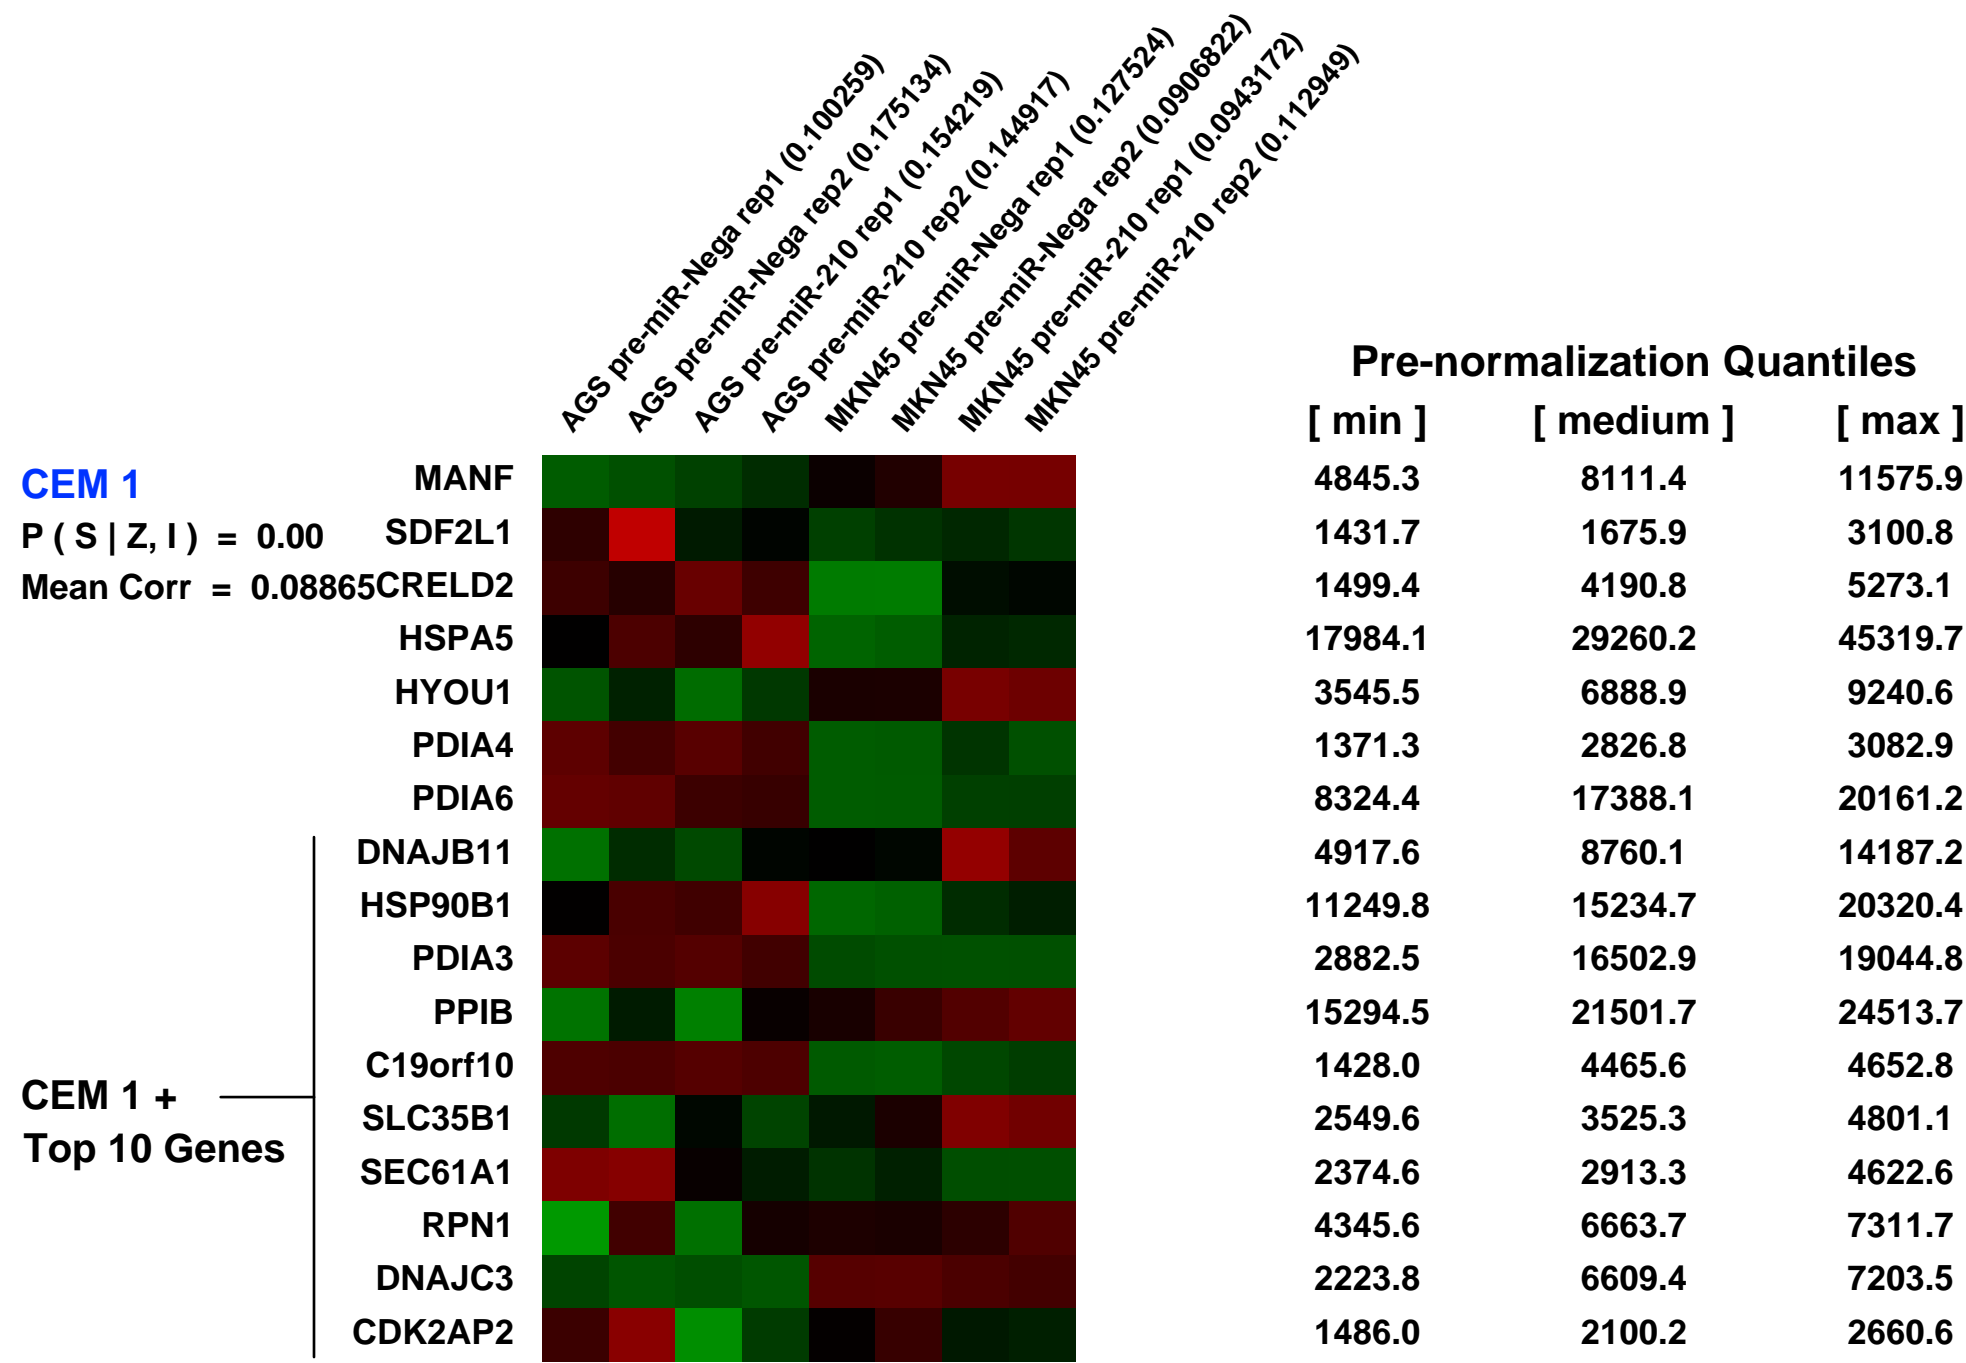 AGS pre-miR-Nega rep1 (0.100259)
AGS pre-miR-Nega rep2 (0.175134)
AGS pre-miR-210 rep1 (0.154219)
AGS pre-miR-210 rep2 (0.144917)
MKN45 pre-miR-Nega rep1 (0.127524)
MKN45 pre-miR-Nega rep2 (0.0906822)
MKN45 pre-miR-210 rep1 (0.0943172)
MKN45 pre-miR-210 rep2 (0.112949)
Pre-normalization Quantiles
[ min ] [ medium ] [ max ]
CEM 1 MANF 4845.3 8111.4 11575.9
P ( S | Z, I ) = 0.00 SDF2L1 1431.7 1675.9 3100.8
Mean Corr = 0.08865 CRELD2 1499.4 4190.8 5273.1
HSPA5 17984.1 29260.2 45319.7
HYOU1 3545.5 6888.9 9240.6
PDIA4 1371.3 2826.8 3082.9
PDIA6 8324.4 17388.1 20161.2
DNAJB11 4917.6 8760.1 14187.2
HSP90B1 11249.8 15234.7 20320.4
PDIA3 2882.5 16502.9 19044.8
PPIB 15294.5 21501.7 24513.7
C19orf10 1428.0 4465.6 4652.8
CEM 1 +
Top 10 Genes
SLC35B1 2549.6 3525.3 4801.1
SEC61A1 2374.6 2913.3 4622.6
RPN1 4345.6 6663.7 7311.7
DNAJC3 2223.8 6609.4 7203.5
CDK2AP2 1486.0 2100.2 2660.6